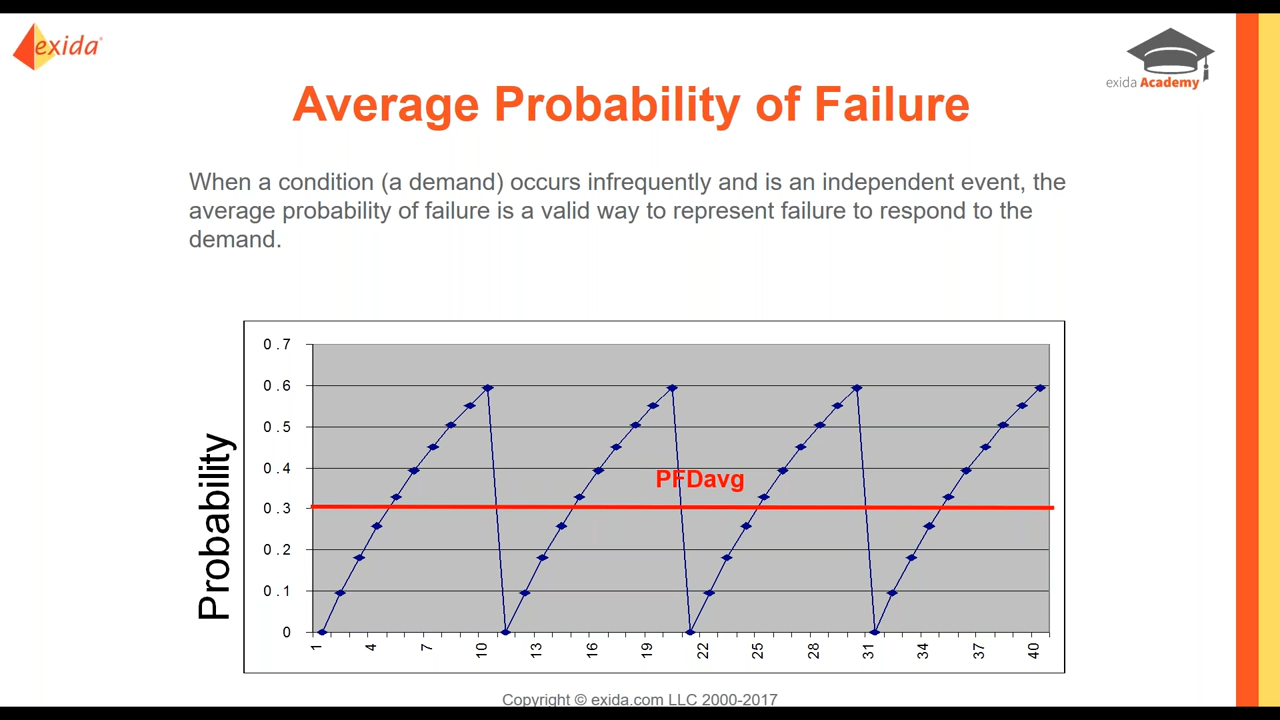 exida
exida Academy
Average Probability of Failure
When a condition (a demand) occurs infrequently and is an independent event, the
average probability of failure is a valid way to represent failure to respond to the
demand.
Probability
0.7
0.6
0.5
0.4
0.3
0.2
0.1
0
PFDavg
1 4 7 10 13 16 19 22 25 28 31 34 37 40
Copyright © exida.com LLC 2000-2017